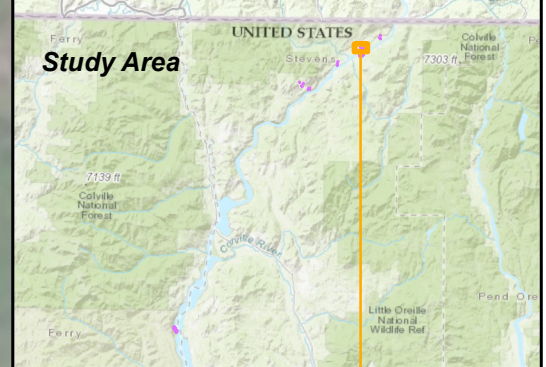 UNITED STATES
Ferry
Study Area
Stevens
Colville
National
Forest
7303 ft
7139 ft
Colville
National
Forest
Colville River
Pend Ore
Little Oreille
National
Wildlife Ref
Ferry